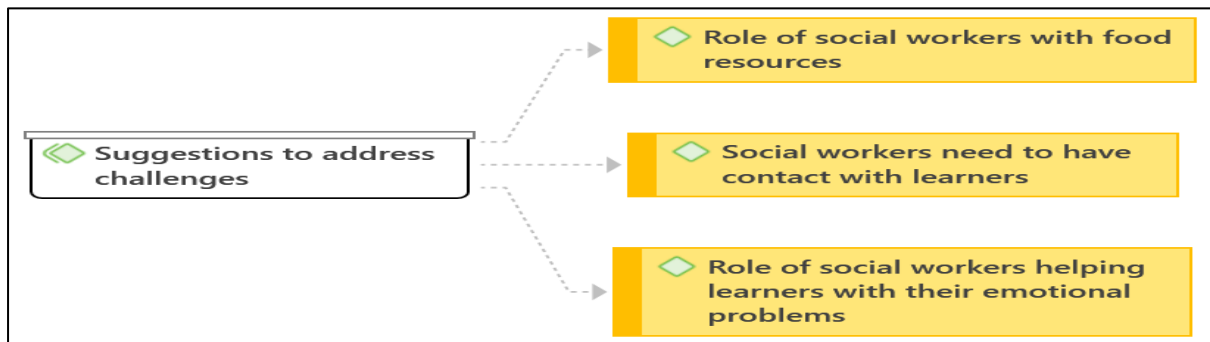 Role of social workers with food
resources
Suggestions to address
challenges
Social workers need to have
contact with learners
Role of social workers helping
learners with their emotional
problems